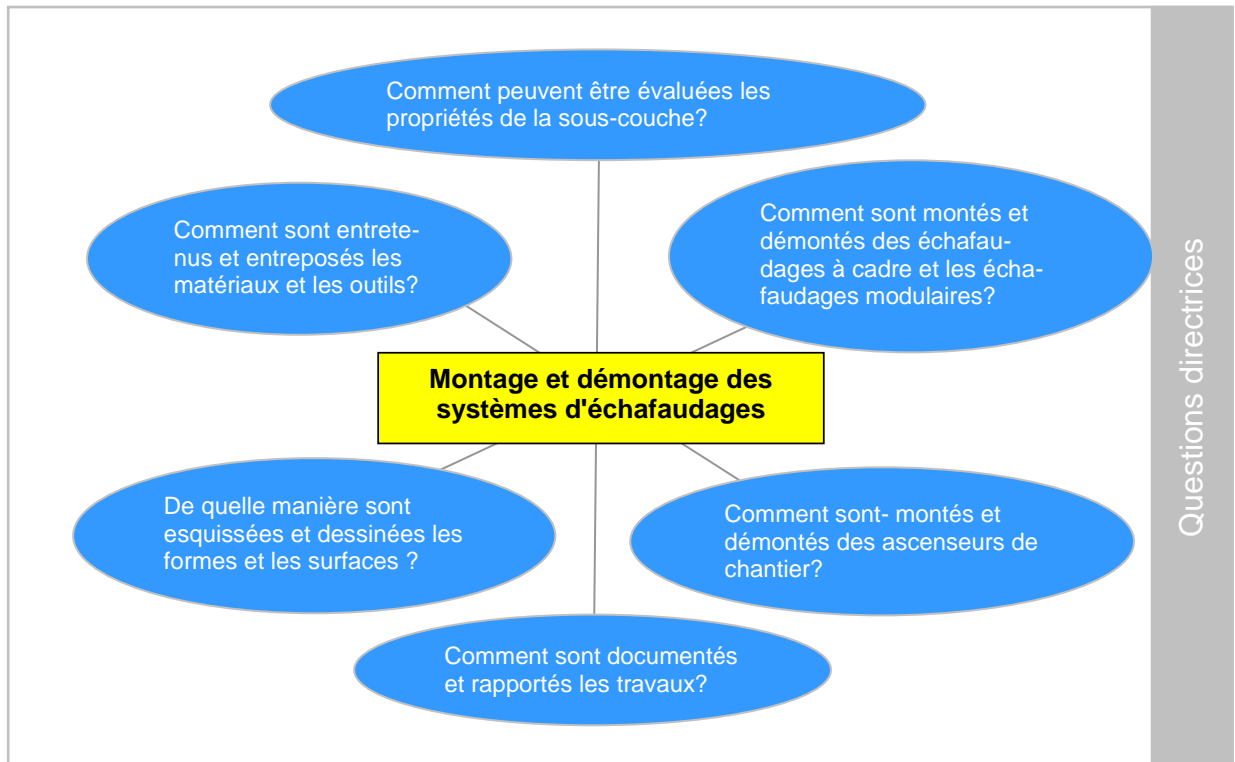 Comment peuvent être évaluées les
propriétés de la sous-couche?
Comment sont entrete-
nus et entreposés les
matériaux et les outils?
Comment sont montés et
démontés des échafau-
dages à cadre et les écha-
faudages modulaires?
Montage et démontage des
systèmes d'échafaudages
De quelle manière sont
esquissées et dessinées les
formes et les surfaces ?
Comment sont- montés et
démontés des ascenseurs de
chantier?
Comment sont documentés
et rapportés les travaux?
Questions directrices